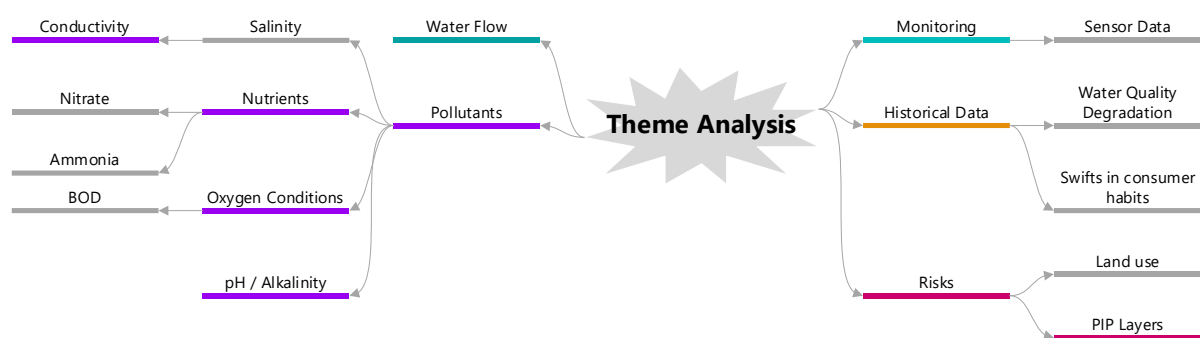 Conductivity
Salinity
Water Flow
Monitoring
Sensor Data
Nitrate
Nutrients
Pollutants
Theme Analysis
Historical Data
Water Quality
Degradation
Ammonia
BOD
Oxygen Conditions
Swifts in consumer
habits
pH / Alkalinity
Risks
Land use
PIP Layers